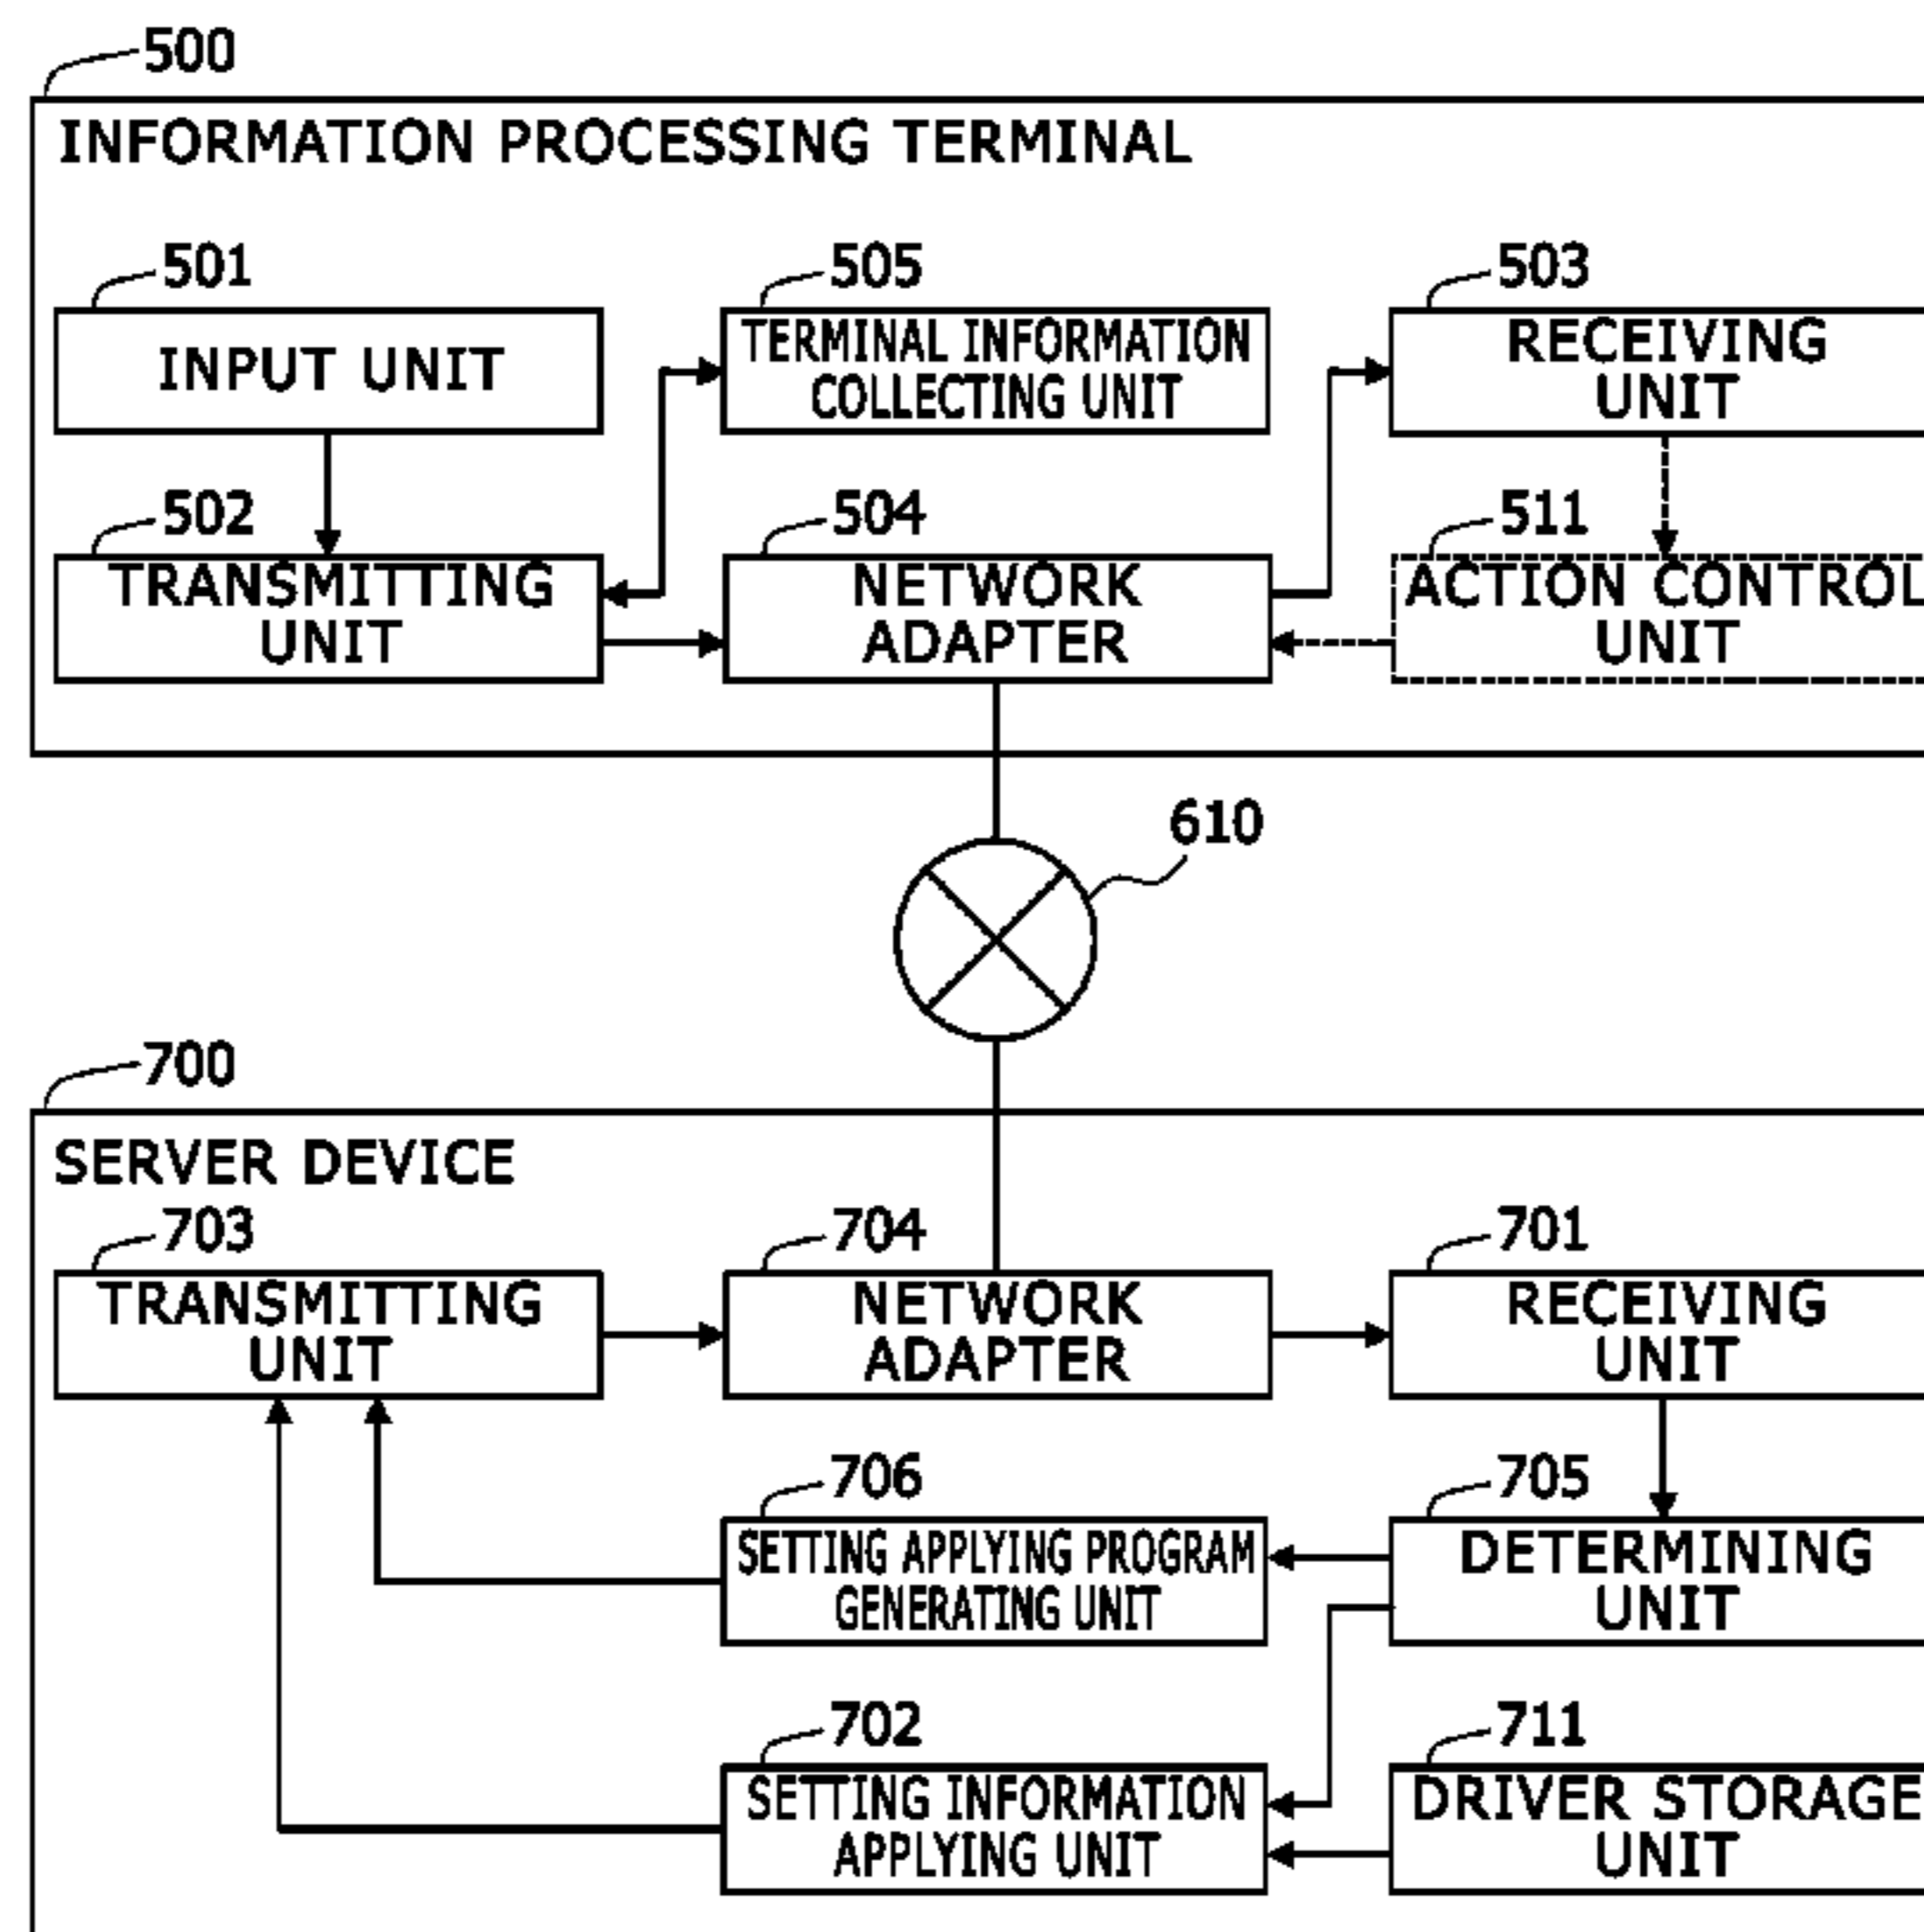 500
INFORMATION PROCESSING TERMINAL
501
505
503
INPUT UNIT
TERMINAL INFORMATION
COLLECTING UNIT
RECEIVING
UNIT
502
504
511
TRANSMITTING
UNIT
NETWORK
ADAPTER
ACTION CONTROL
UNIT
610
700
SERVER DEVICE
703
704
701
TRANSMITTING
UNIT
NETWORK
ADAPTER
RECEIVING
UNIT
706
705
SETTING APPLYING PROGRAM
GENERATING UNIT
DETERMINING
UNIT
702
711
SETTING INFORMATION
APPLYING UNIT
DRIVER STORAGE
UNIT